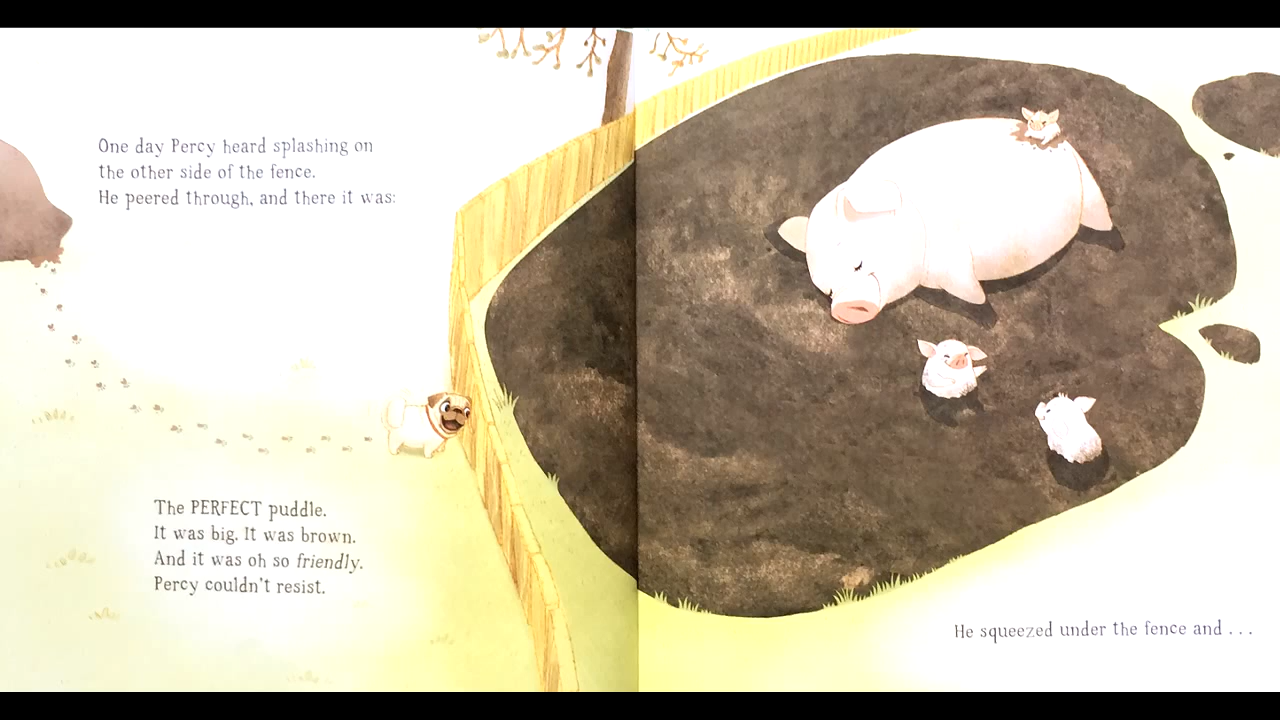 One day Percy heard splashing on
the other side of the fence.
He peered through, and there it was:
The PERFECT puddle.
It was big. It was brown.
And it was oh so friendly.
Percy couldn't resist.
He squeezed under the fence and . . .